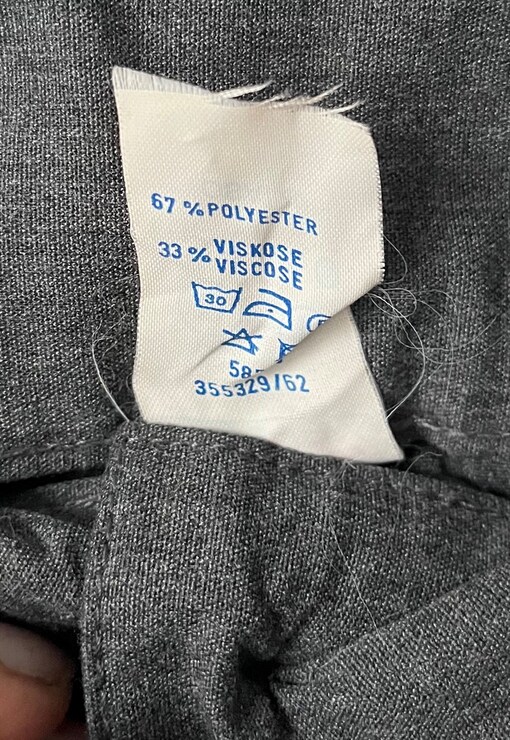 67 % POLYESTER
33 % VISKOSE
VISCOSE
30
355329/62